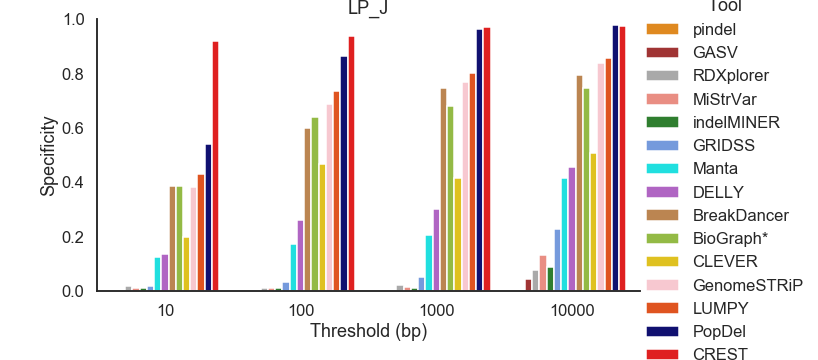 LP_J
Tool
1.0
0.8
0.6
0.4
0.2
0.0
Specificity
10
100
1000
10000
Threshold (bp)
pindel
GASV
RDXplorer
MiStrVar
indelMINER
GRIDSS
Manta
DELLY
BreakDancer
BioGraph*
CLEVER
GenomeSTRiP
LUMPY
PopDel
CREST